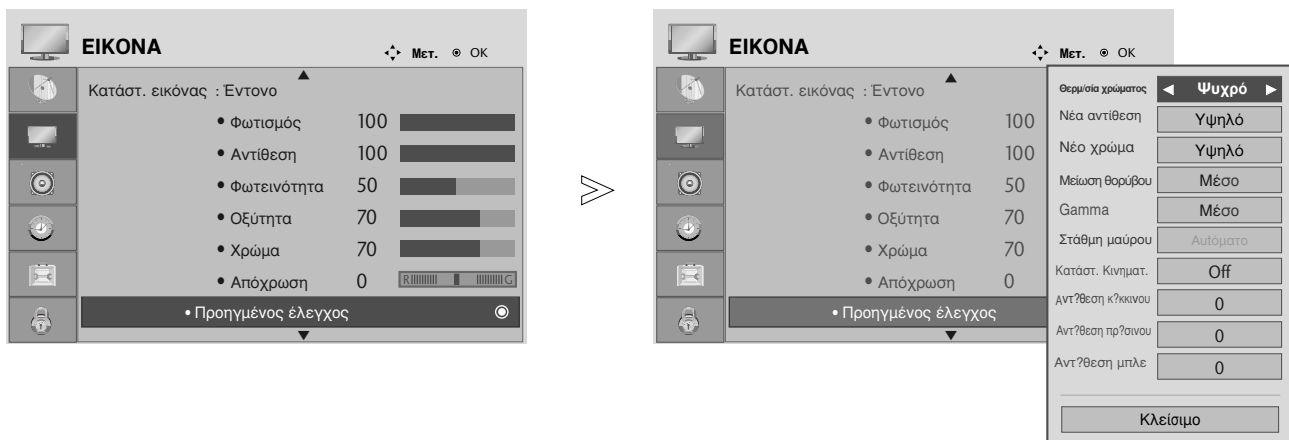 ΕΙΚΟΝΑ
Μετ. OK
Κατάστ. εικόνας : Έντονο
• Φωτισμός 100
• Αντίθεση 100
• Φωτεινότητα 50
• Οξύτητα 70
• Χρώμα 70
• Απόχρωση 0 R G
• Προηγμένος έλεγχος
ΕΙΚΟΝΑ
Μετ. OK
Κατάστ. εικόνας : Έντονο
• Φωτισμός 100
• Αντίθεση 100
• Φωτεινότητα 50
• Οξύτητα 70
• Χρώμα 70
• Απόχρωση 0
• Προηγμένος έλεγχος
Θερμ/σία χρώματος ◀ Ψυχρό ▶
Νέα αντίθεση Υψηλό
Νέο χρώμα Υψηλό
Μείωση θορύβου Μέσο
Gamma Μέσο
Στάθμη μαύρου Αυτόματο
Κατάστ. Κινηματ. Off
Αντ?θεση κ?κκινου 0
Αντ?θεση πρ?σινου 0
Αντ?θεση μπλε 0
Κλείσιμο